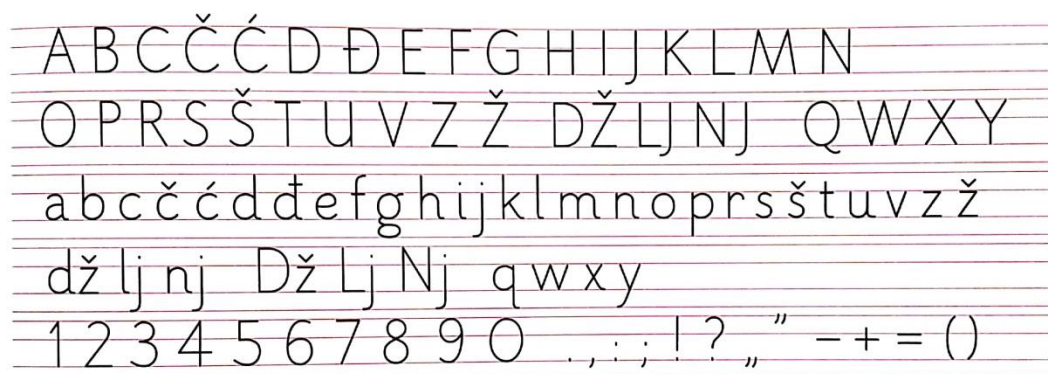 A B C Č Ć D Đ E F G H I J K L M N
O P R S Š T U V Z Ž DŽ LJ NJ Q W X Y
a b c č ć d đ e f g h i j k l m n o p r s š t u v z ž
dž lj nj Dž Lj Nj q w x y
1 2 3 4 5 6 7 8 9 0 . , : ; ! ? „ ” − + = ()